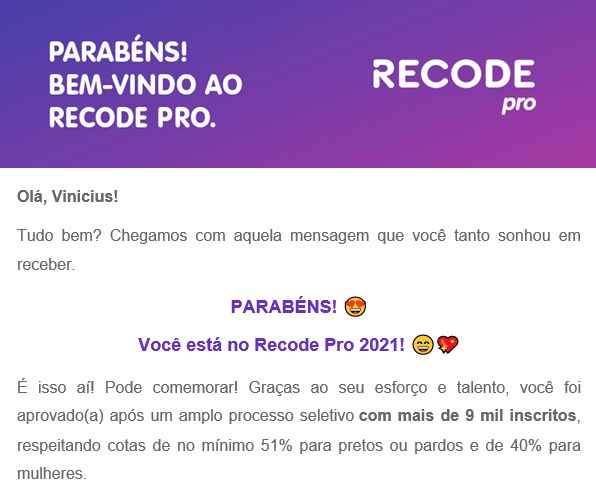 PARABÉNS!
BEM-VINDO AO
RECODE PRO.
RECODE
pro
Olá, Vinicius!
Tudo bem? Chegamos com aquela mensagem que você tanto sonhou em
receber.
PARABÉNS! 😍
Você está no Recode Pro 2021! 😄💖
É isso aí! Pode comemorar! Graças ao seu esforço e talento, você foi
aprovado(a) após um amplo processo seletivo com mais de 9 mil inscritos,
respeitando cotas de no mínimo 51% para pretos ou pardos e de 40% para
mulheres.